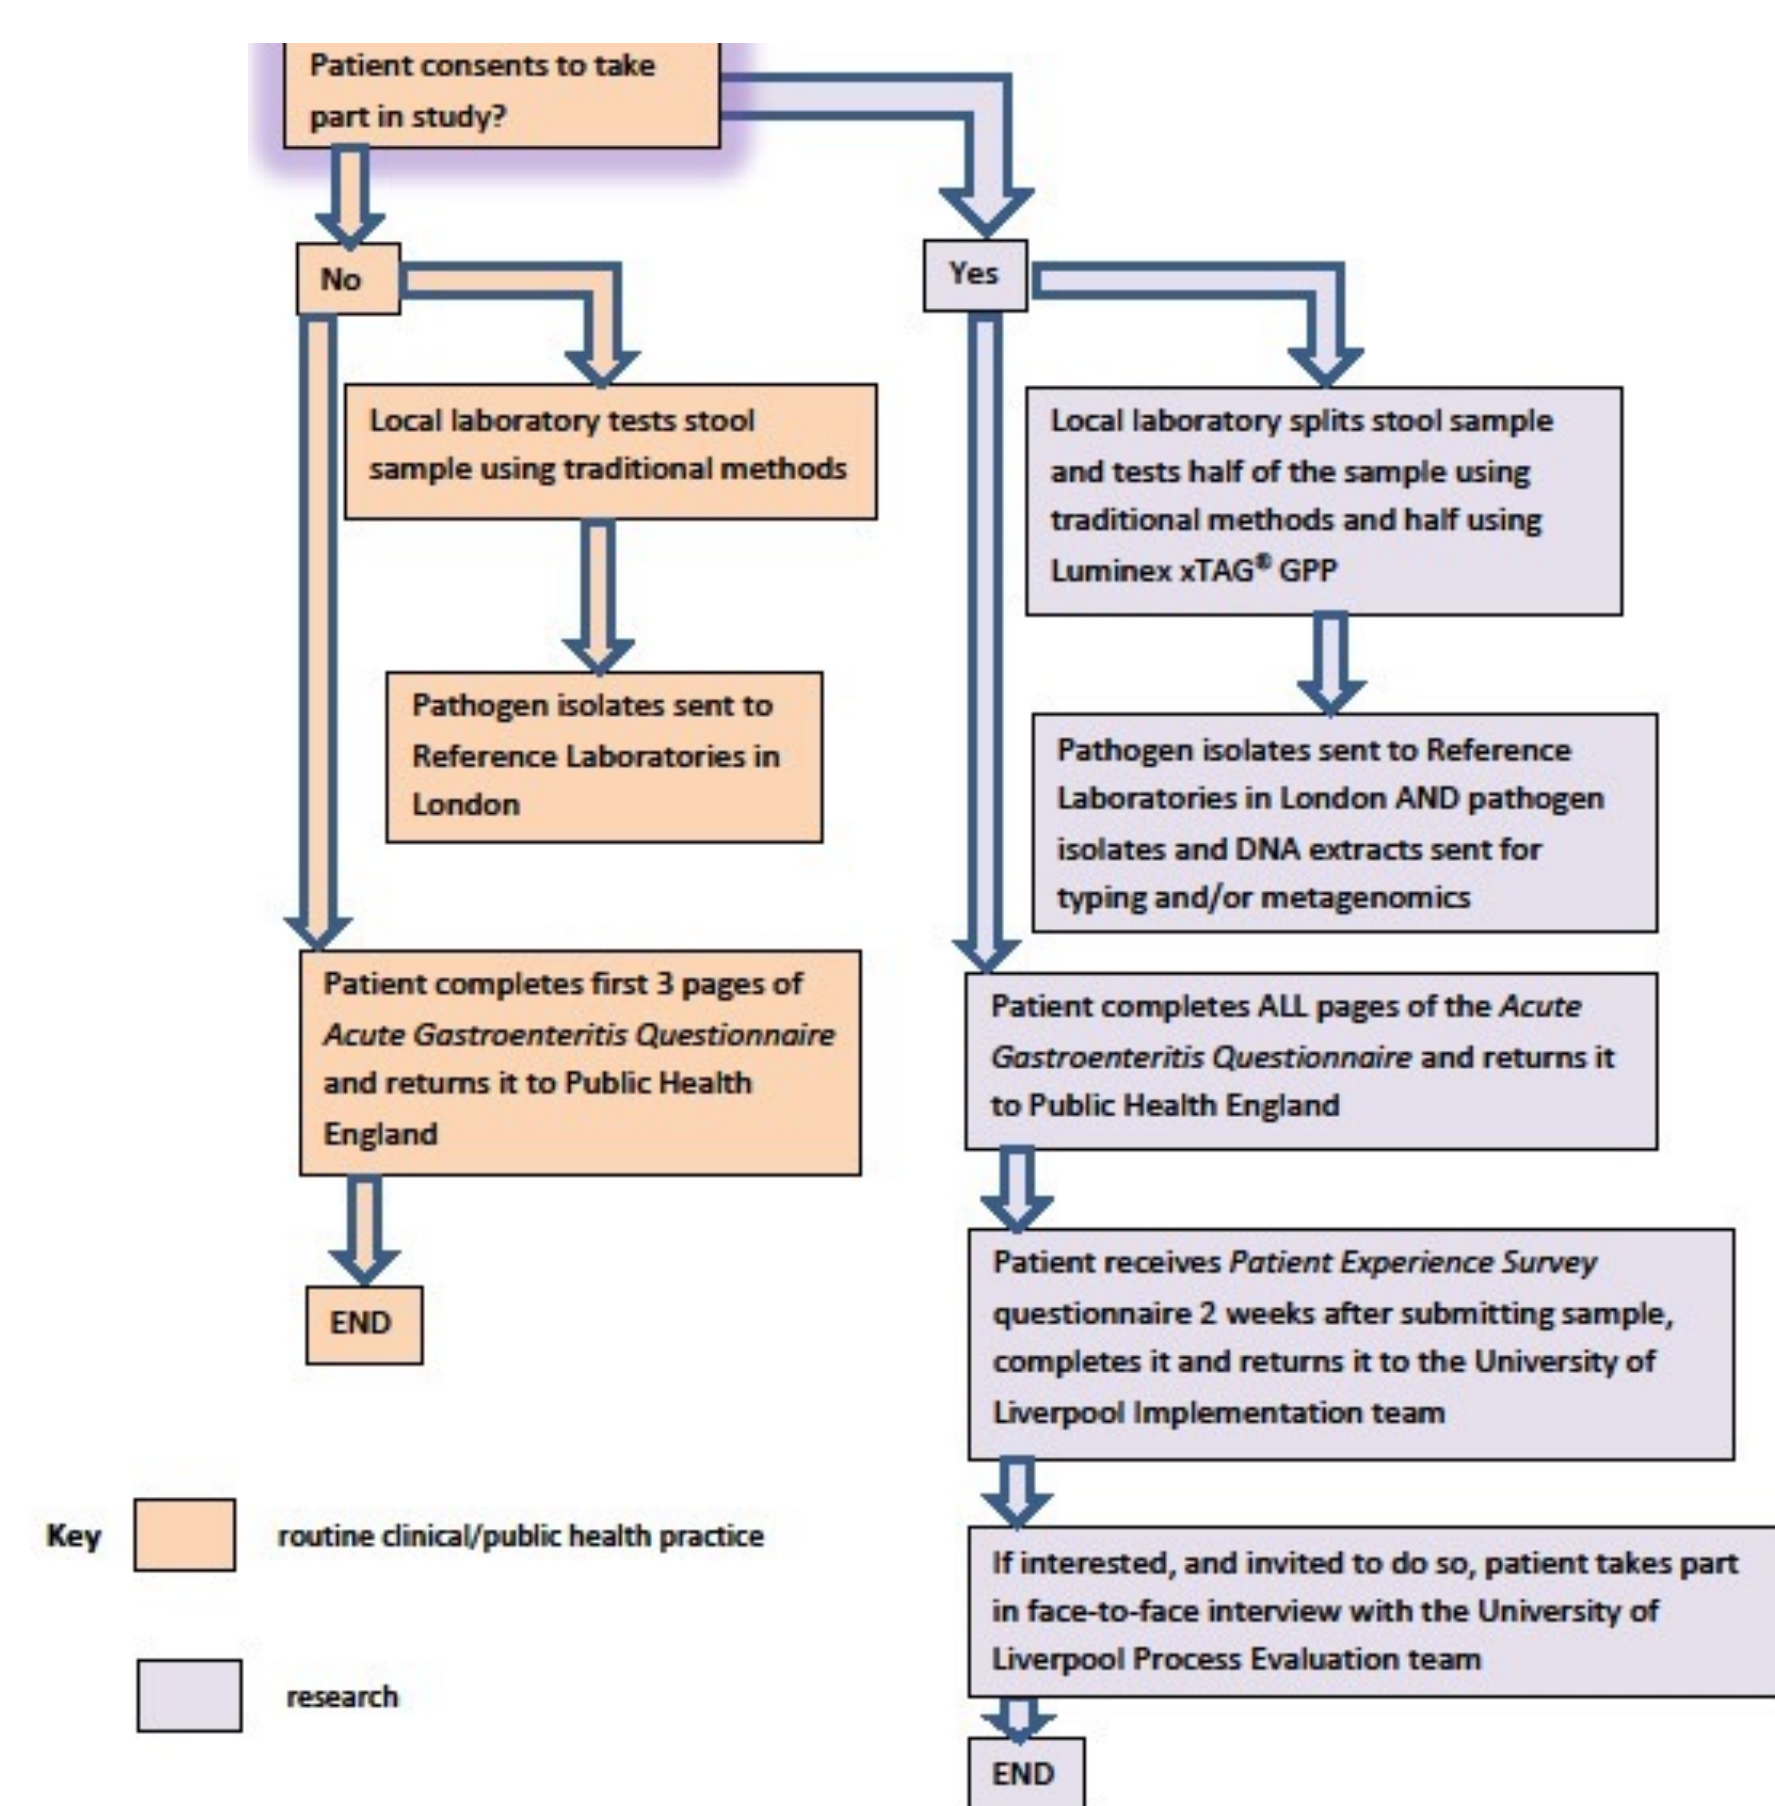 Patient consents to take
part in study?
No
Yes
Local laboratory tests stool
sample using traditional methods
Local laboratory splits stool sample
and tests half of the sample using
traditional methods and half using
Luminex xTAG® GPP
Pathogen isolates sent to
Reference Laboratories in
London
Pathogen isolates sent to Reference
Laboratories in London AND pathogen
isolates and DNA extracts sent for
typing and/or metagenomics
Patient completes first 3 pages of
Acute Gastroenteritis Questionnaire
and returns it to Public Health
England
Patient completes ALL pages of the Acute
Gastroenteritis Questionnaire and returns it
to Public Health England
END
Patient receives Patient Experience Survey
questionnaire 2 weeks after submitting sample,
completes it and returns it to the University of
Liverpool Implementation team
Key
routine clinical/public health practice
If interested, and invited to do so, patient takes part
in face-to-face interview with the University of
Liverpool Process Evaluation team
research
END